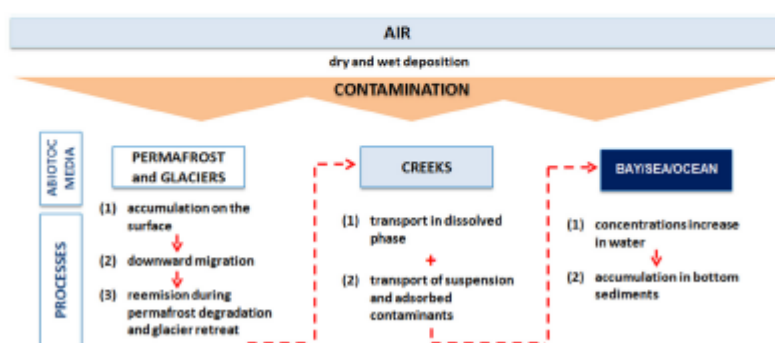 AIR
dry and wet deposition
CONTAMINATION
ABIOTOC
MEDIA
PERMAFROST
and GLACIERS
CREEKS
BAY/SEA/OCEAN
PROCESSES
(1) accumulation on the
surface
(2) downward migration
(3) reemision during
permafrost degradation
and glacier retreat
(1) transport in dissolved
phase
+
(2) transport of suspension
and adsorbed
contaminants
(1) concentrations increase
in water
(2) accumulation in bottom
sediments